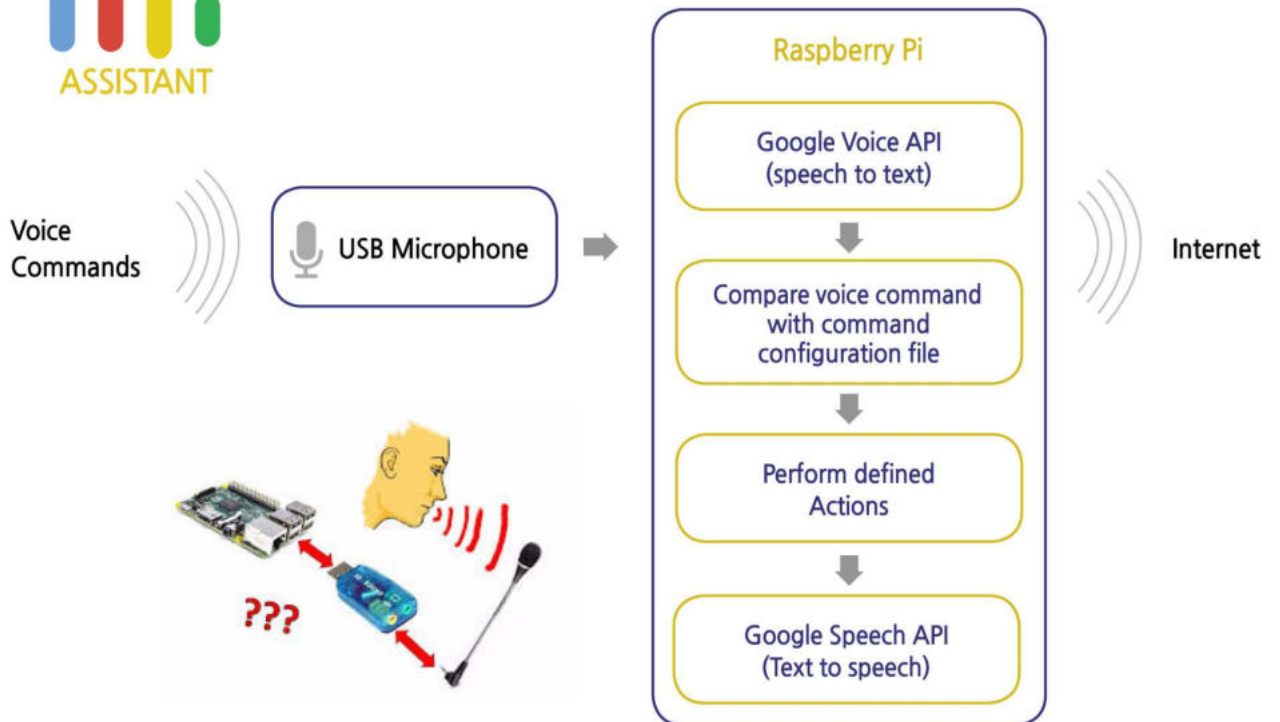 ASSISTANT
Voice
Commands
USB Microphone
Raspberry Pi
Google Voice API
(speech to text)
Compare voice command
with command
configuration file
Perform defined
Actions
Google Speech API
(Text to speech)
Internet
???